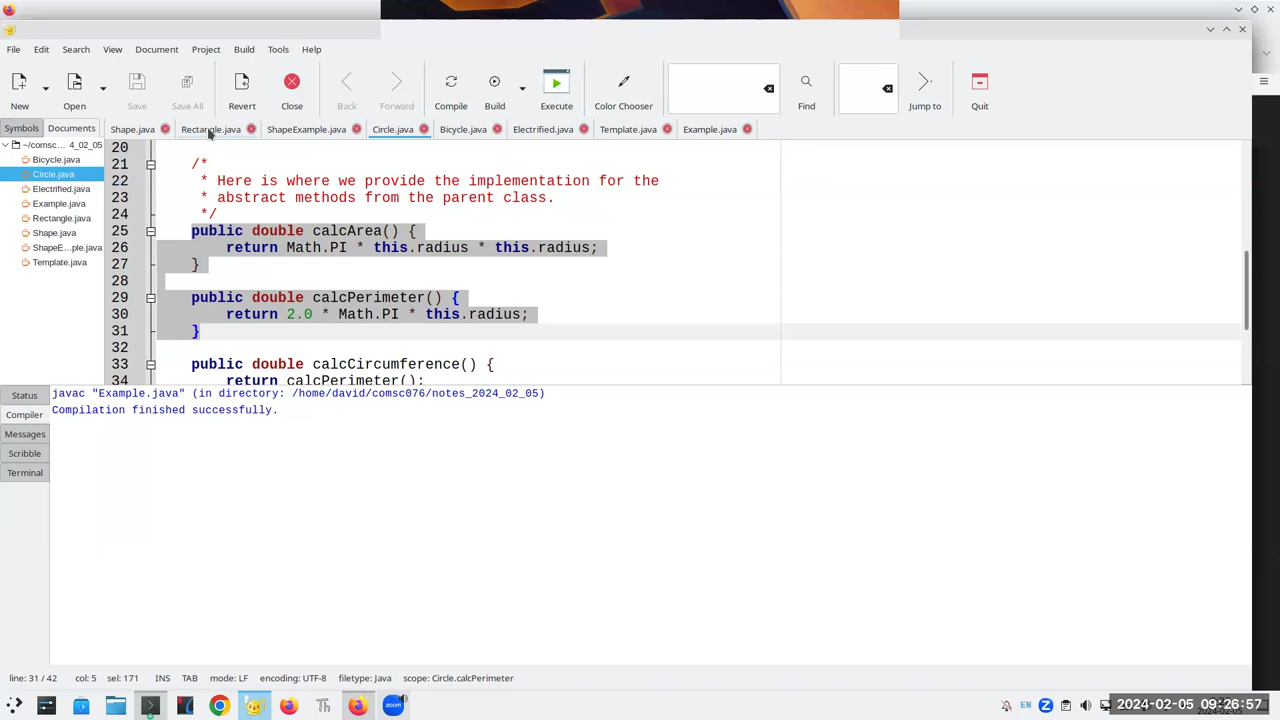 File Edit Search View Document Project Build Tools Help
New Open Save Save All Revert Close Back Forward Compile Build Execute Color Chooser Find Jump to Quit
Symbols Documents Shape.java Rectangle.java ShapeExample.java Circle.java Bicycle.java Electrified.java Template.java Example.java
~/comsc... 4_02_05
Bicycle.java
Circle.java
Electrified.java
Example.java
Rectangle.java
Shape.java
ShapeE...ple.java
Template.java
20
21 /*
22 * Here is where we provide the implementation for the
23 * abstract methods from the parent class.
24 */
25 public double calcArea() {
26 return Math.PI * this.radius * this.radius;
27 }
28
29 public double calcPerimeter() {
30 return 2.0 * Math.PI * this.radius;
31 }
32
33 public double calcCircumference() {
34 return calcPerimeter();
Status
Compiler
Messages
Scribble
Terminal
javac "Example.java" (in directory: /home/david/comsc076/notes_2024_02_05)
Compilation finished successfully.
line: 31 / 42 col: 5 sel: 171 INS TAB mode: LF encoding: UTF-8 filetype: Java scope: Circle.calcPerimeter
Th zoom EN Z 2024-02-05 09:26:57